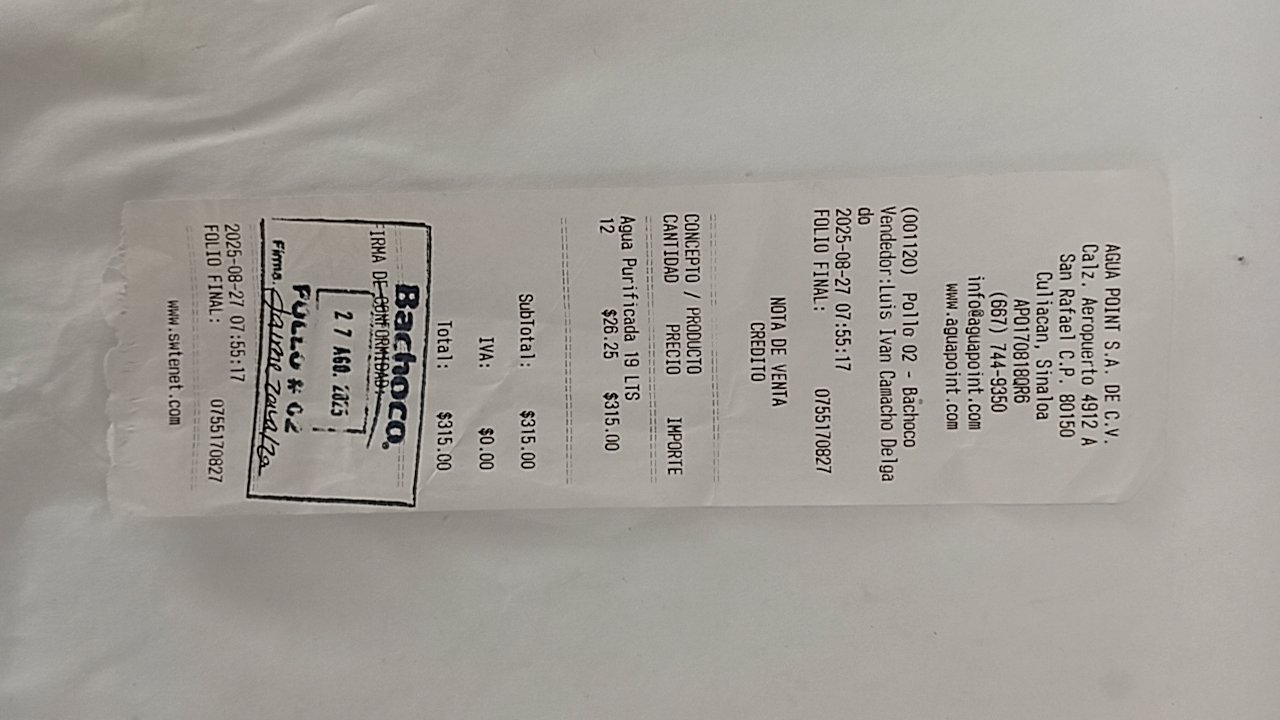 AGUA POINT S.A. DE C.V.
Calz. Aeropuerto 4912 A
San Rafael C.P. 80150
Culiacan, Sinaloa
APO170818QR6
(667) 744-9350
info@aguapoint.com
www.aguapoint.com
(001120) Pollo 02 - Bachoco
Vendedor:Luis Ivan Camacho Delga
do
2025-08-27 07:55:17
FOLIO FINAL: 0755170827
NOTA DE VENTA
CREDITO
CONCEPTO / PRODUCTO
CANTIDAD PRECIO IMPORTE
Agua Purificada 19 LTS
12 $26.25 $315.00
SubTotal: $315.00
IVA: $0.00
Total: $315.00
Bachoco.
FIRMA DE CONFORMIDAD
27 AGO. 2025
POLLO # 02
Firma
2025-08-27 07:55:17
FOLIO FINAL: 0755170827
www.swtenet.com